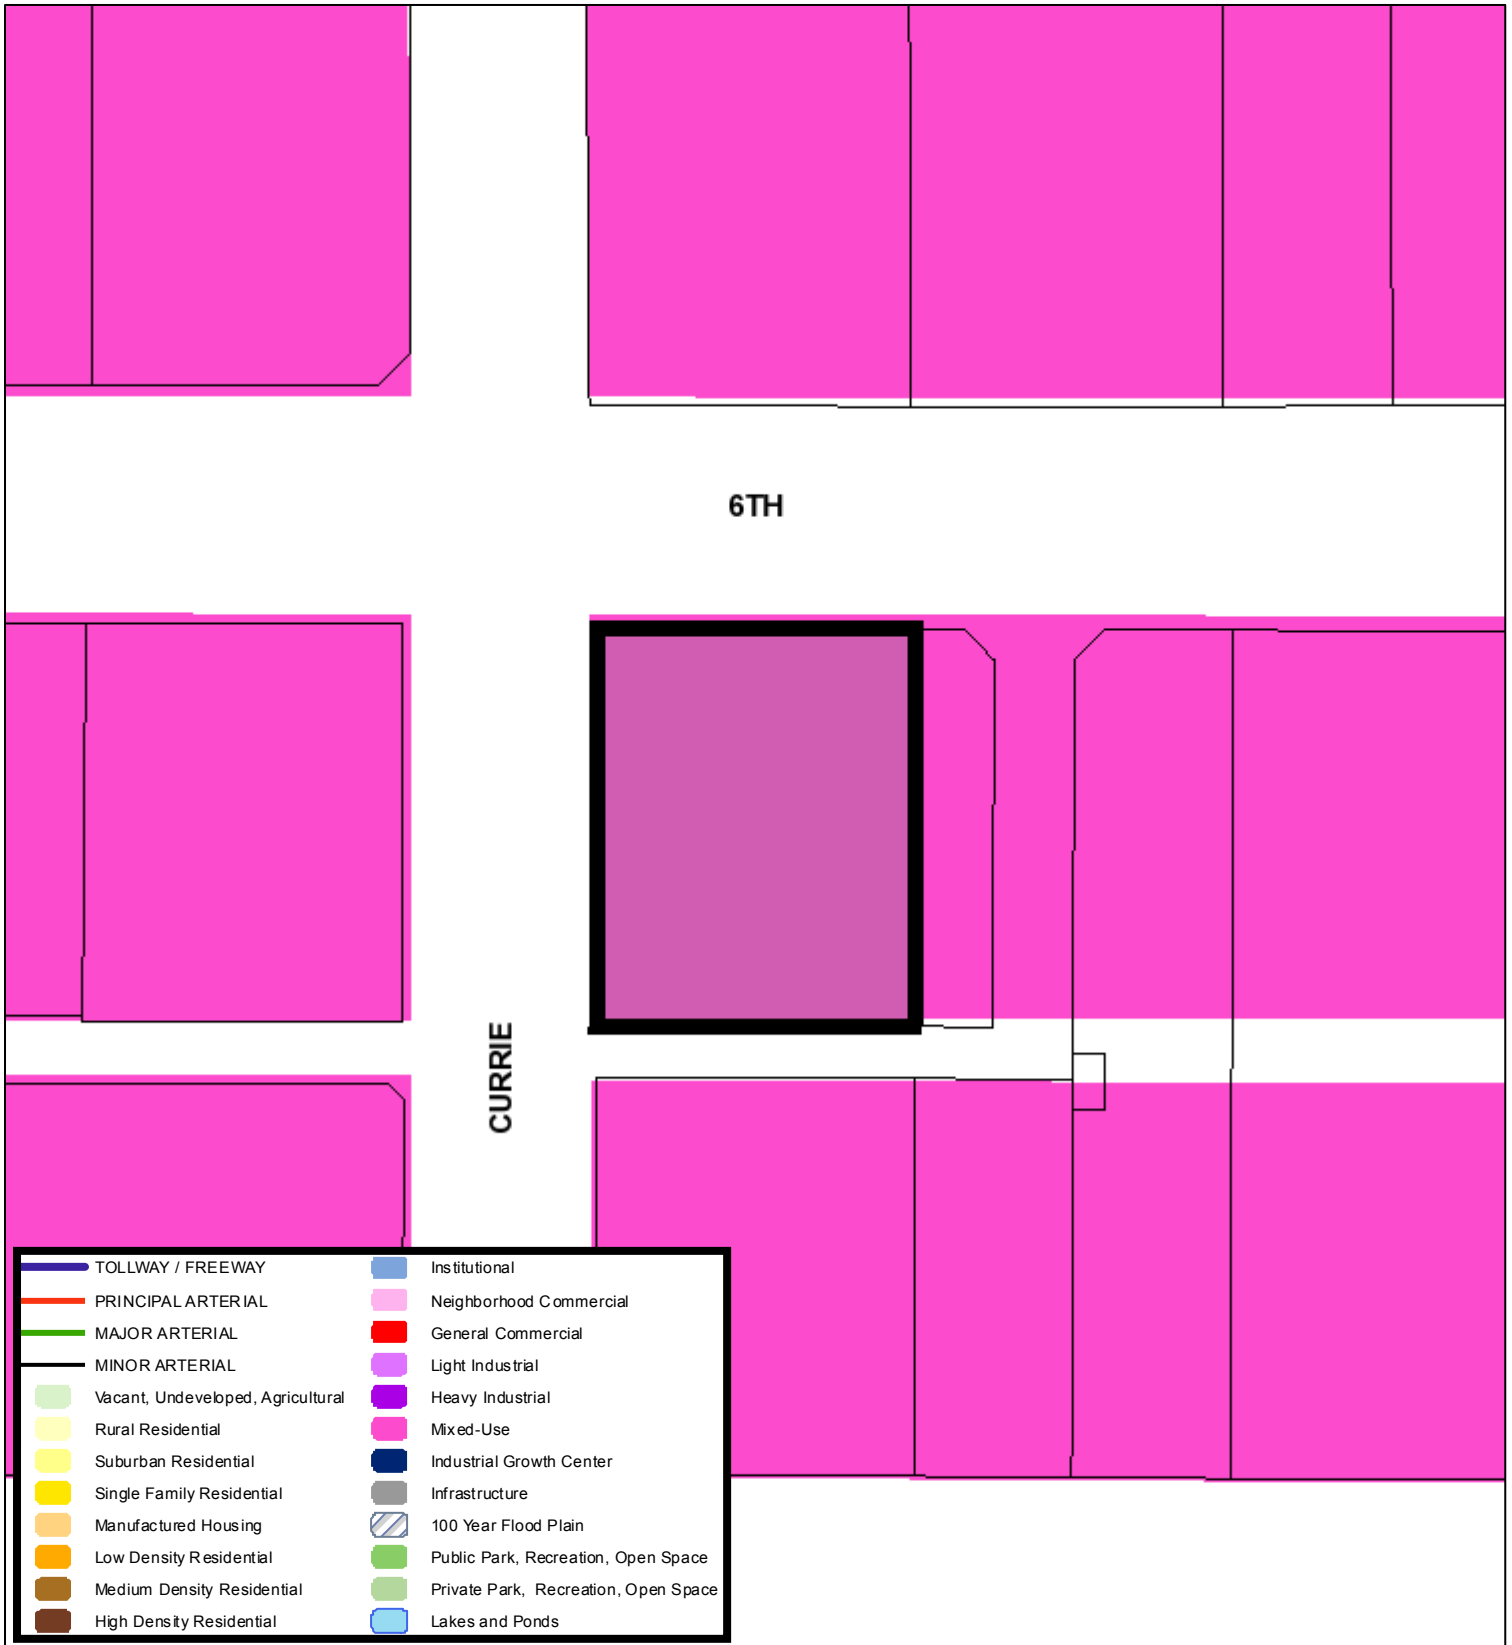 6TH
CURRIE
TOLLWAY / FREEWAY
PRINCIPAL ARTERIAL
MAJOR ARTERIAL
MINOR ARTERIAL
Vacant, Undeveloped, Agricultural
Rural Residential
Suburban Residential
Single Family Residential
Manufactured Housing
Low Density Residential
Medium Density Residential
High Density Residential
Institutional
Neighborhood Commercial
General Commercial
Light Industrial
Heavy Industrial
Mixed-Use
Industrial Growth Center
Infrastructure
100 Year Flood Plain
Public Park, Recreation, Open Space
Private Park, Recreation, Open Space
Lakes and Ponds